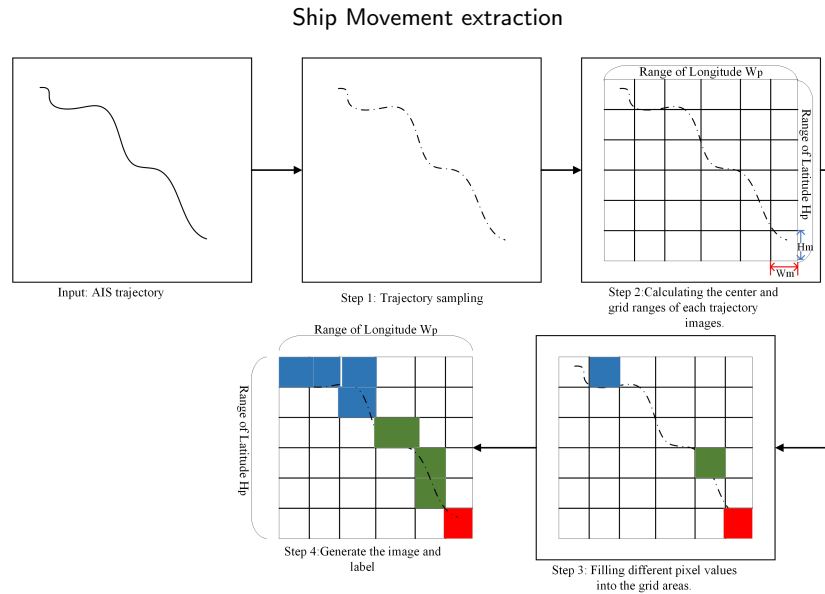 Ship Movement extraction
Input: AIS trajectory
Step 1: Trajectory sampling
Range of Longitude Wp
Range of Latitude Hp
Hm
Wm
Step 2:Calculating the center and
grid ranges of each trajectory
images.
Step 3: Filling different pixel values
into the grid areas.
Range of Longitude Wp
Range of Latitude Hp
Step 4:Generate the image and
label